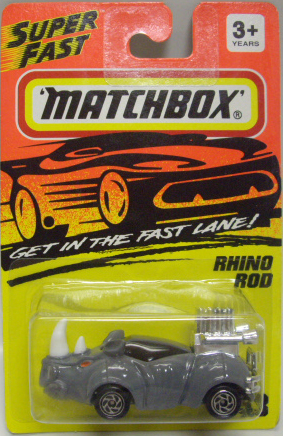 SUPER
FAST
3+
YEARS
'MATCHBOX'®
GET IN THE FAST LANE!
RHINO
ROD